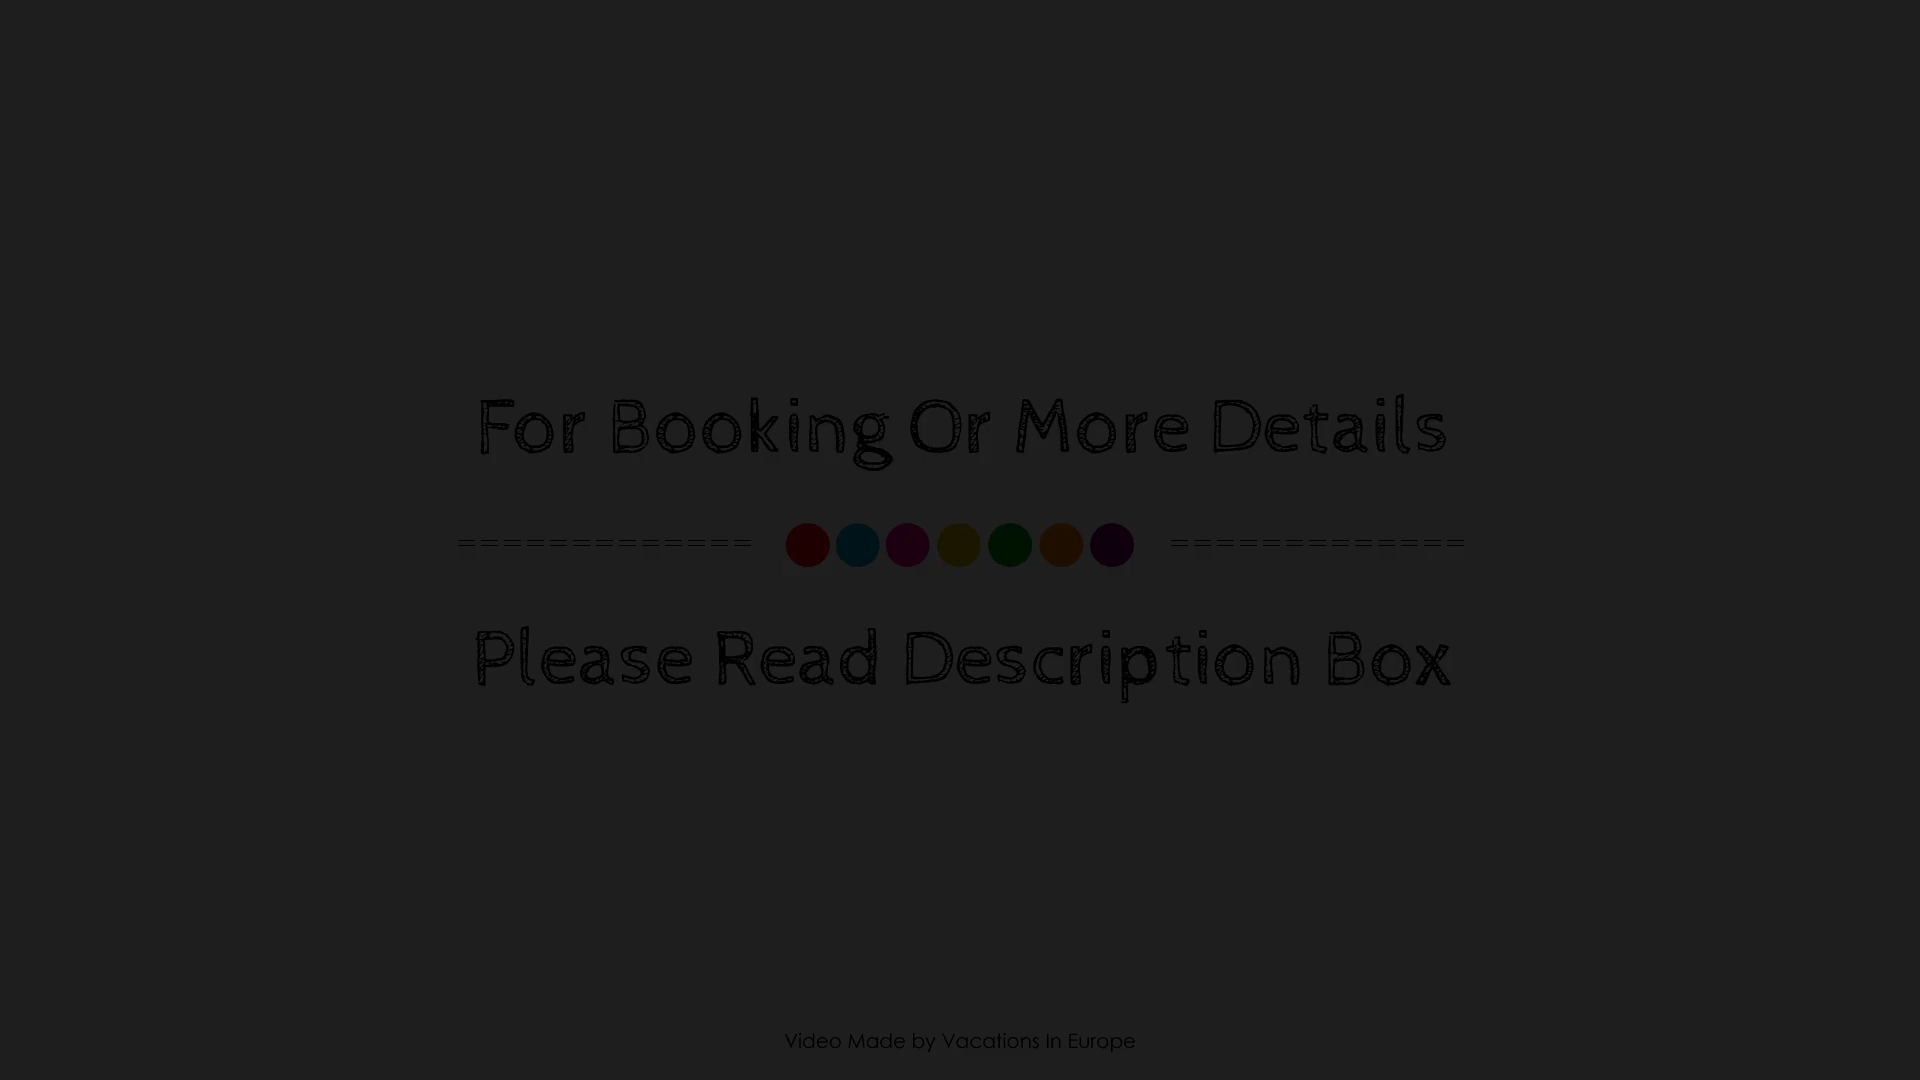 For Booking Or More Details
============= =============
Please Read Description Box
Video Made by Vacations In Europe